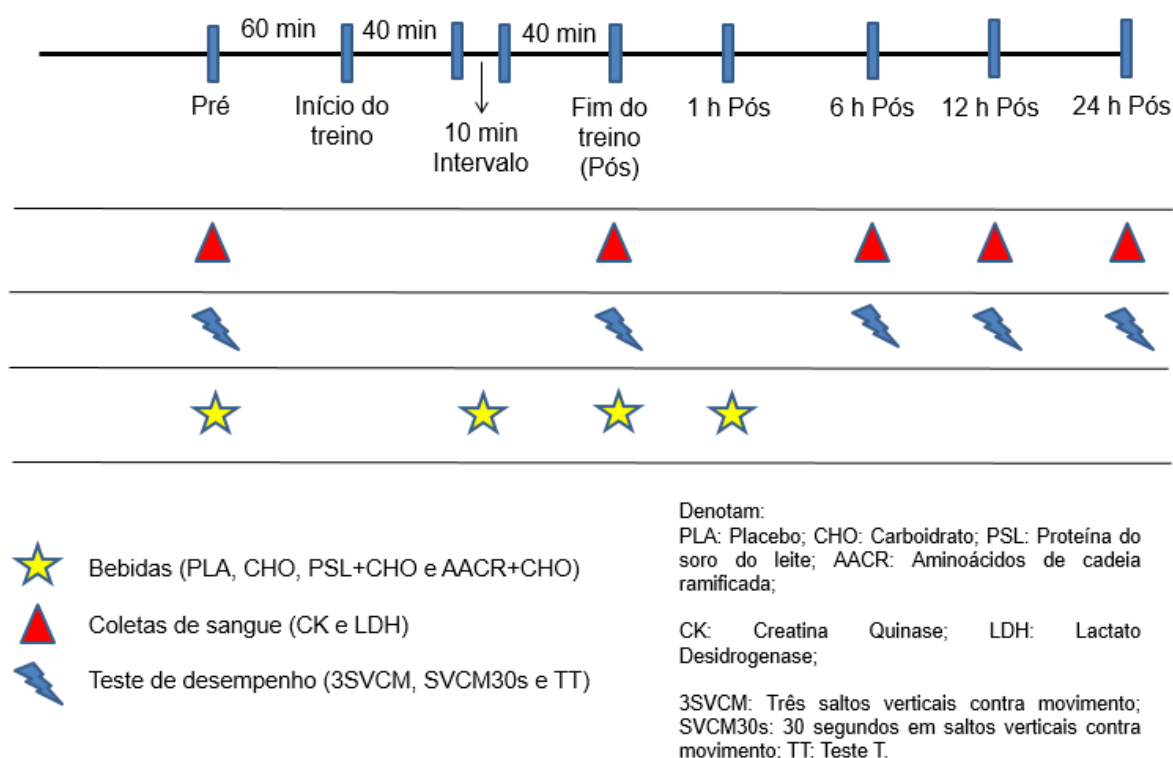 60 min
40 min
40 min
Pré
Início do
treino
10 min
Intervalo
Fim do
treino
(Pós)
1 h Pós
6 h Pós
12 h Pós
24 h Pós
Bebidas (PLA, CHO, PSL+CHO e AACR+CHO)
Coletas de sangue (CK e LDH)
Teste de desempenho (3SVCM, SVCM30s e TT)
Denotam:
PLA: Placebo; CHO: Carboidrato; PSL: Proteína do
soro do leite; AACR: Aminoácidos de cadeia
ramificada;
CK: Creatina Quinase; LDH: Lactato
Desidrogenase;
3SVCM: Três saltos verticais contra movimento;
SVCM30s: 30 segundos em saltos verticais contra
movimento; TT: Teste T.